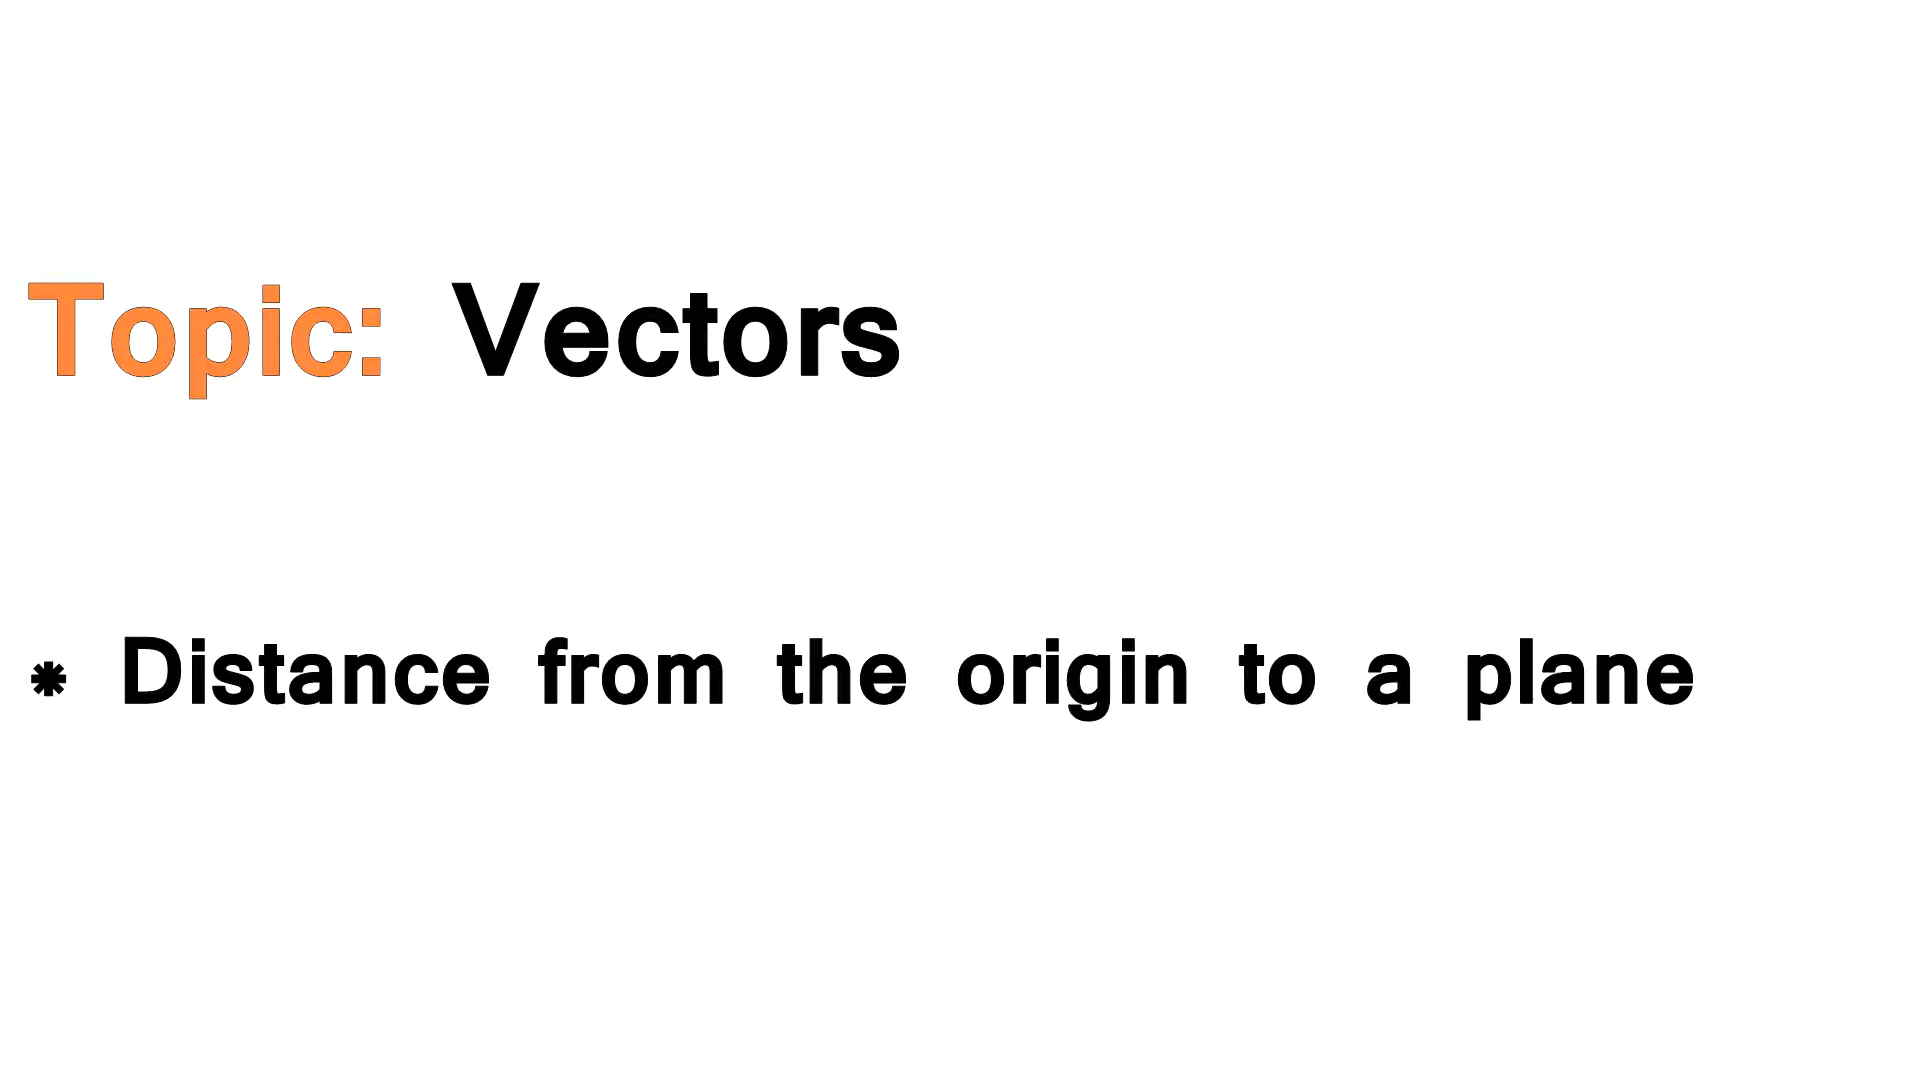 Topic: Vectors
* Distance from the origin to a plane